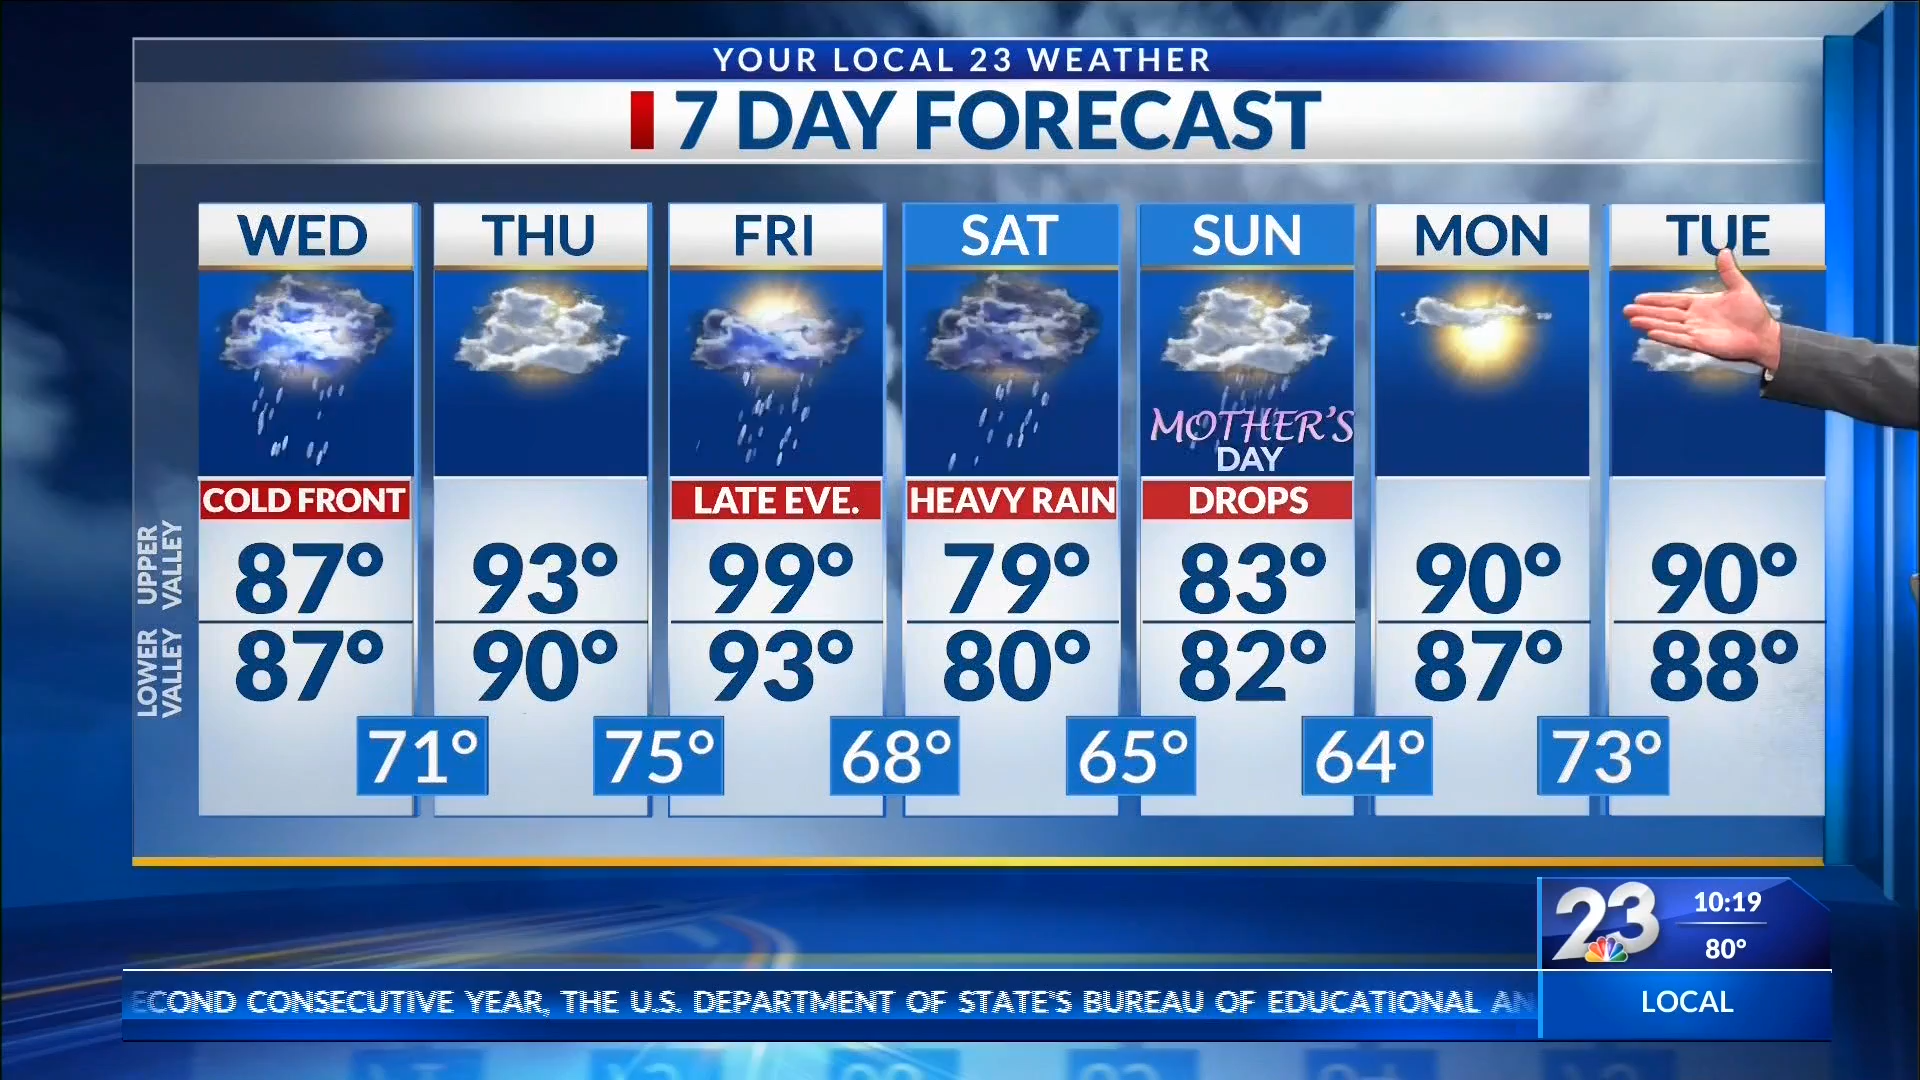 YOUR LOCAL 23 WEATHER
7 DAY FORECAST
WED THU FRI SAT SUN MON TUE
MOTHER'S
DAY
COLD FRONT LATE EVE. HEAVY RAIN DROPS
UPPER
VALLEY
87° 93° 99° 79° 83° 90° 90°
LOWER
VALLEY
87° 90° 93° 80° 82° 87° 88°
71° 75° 68° 65° 64° 73°
23
10:19
80°
ECOND CONSECUTIVE YEAR, THE U.S. DEPARTMENT OF STATE'S BUREAU OF EDUCATIONAL AN
LOCAL